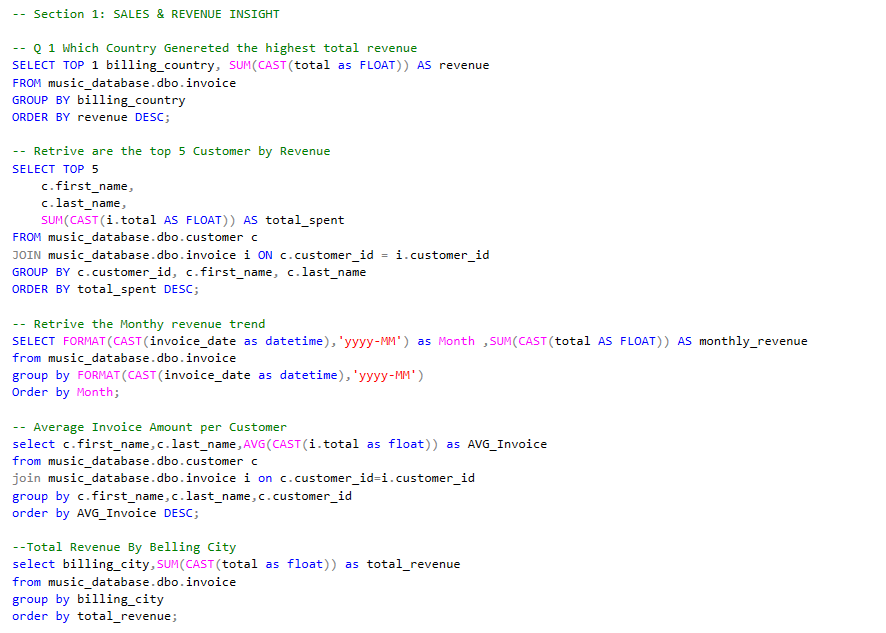 -- Section 1: SALES & REVENUE INSIGHT
-- Q 1 Which Country Genereted the highest total revenue
SELECT TOP 1 billing_country, SUM(CAST(total as FLOAT)) AS revenue
FROM music_database.dbo.invoice
GROUP BY billing_country
ORDER BY revenue DESC;
-- Retrive are the top 5 Customer by Revenue
SELECT TOP 5
    c.first_name,
    c.last_name,
    SUM(CAST(i.total AS FLOAT)) AS total_spent
FROM music_database.dbo.customer c
JOIN music_database.dbo.invoice i ON c.customer_id = i.customer_id
GROUP BY c.customer_id, c.first_name, c.last_name
ORDER BY total_spent DESC;
-- Retrive the Monthy revenue trend
SELECT FORMAT(CAST(invoice_date as datetime),'yyyy-MM') as Month ,SUM(CAST(total AS FLOAT)) AS monthly_revenue
from music_database.dbo.invoice
group by FORMAT(CAST(invoice_date as datetime),'yyyy-MM')
Order by Month;
-- Average Invoice Amount per Customer
select c.first_name,c.last_name,AVG(CAST(i.total as float)) as AVG_Invoice
from music_database.dbo.customer c
join music_database.dbo.invoice i on c.customer_id=i.customer_id
group by c.first_name,c.last_name,c.customer_id
order by AVG_Invoice DESC;
--Total Revenue By Belling City
select billing_city,SUM(CAST(total as float)) as total_revenue
from music_database.dbo.invoice
group by billing_city
order by total_revenue;